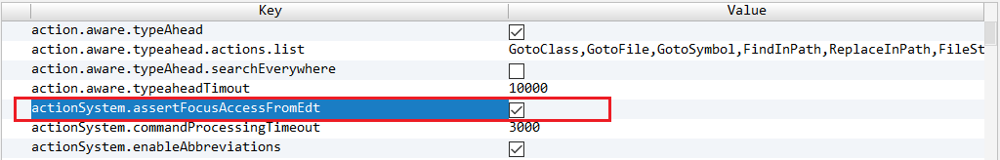 Key Value
action.aware.typeAhead
action.aware.typeAhead.actions.list GotoClass,GotoFile,GotoSymbol,FindInPath,ReplaceInPath,FileSt
action.aware.typeAhead.searchEverywhere
action.aware.typeaheadTimout 10000
actionSystem.assertFocusAccessFromEdt
actionSystem.commandProcessingTimeout 3000
actionSystem.enableAbbreviations